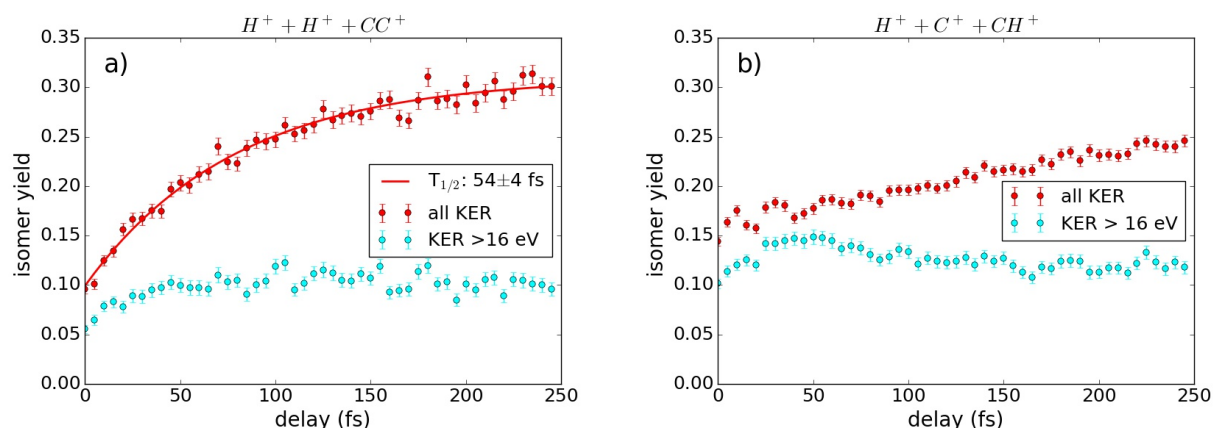 H⁺ + H⁺ + CC⁺
a)
0.35
0.30
0.25
0.20
0.15
0.10
0.05
0.00
isomer yield
T₁/₂: 54±4 fs
all KER
KER >16 eV
0 50 100 150 200 250
delay (fs)
H⁺ + C⁺ + CH⁺
b)
0.35
0.30
0.25
0.20
0.15
0.10
0.05
0.00
isomer yield
all KER
KER > 16 eV
0 50 100 150 200 250
delay (fs)